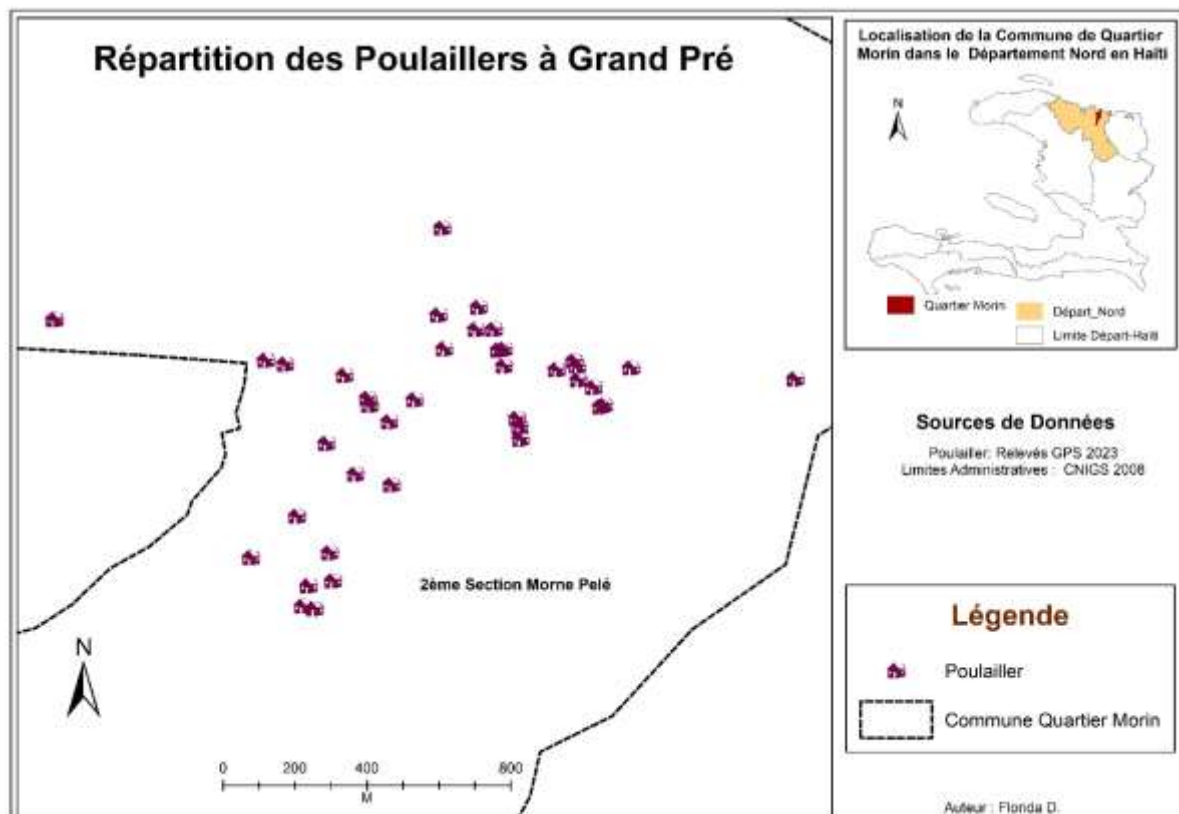 Répartition des Poulaillers à Grand Pré
2ème Section Morne Pelé
N
0 200 400 800
M
Localisation de la Commune de Quartier
Morin dans le Départment Nord en Haïti
N
Quartier Morin
Départ_Nord
Limite Départ-Haïti
Sources de Données
Poulailler: Relevés GPS 2023
Limites Administratives : CNIGS 2008
Légende
Poulailler
Commune Quartier Morin
Auteur : Florida D.